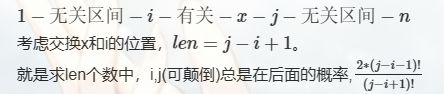 1 − 无关区间 − i − 有关 − x − j − 无关区间 − n
考虑交换x和i的位置，len = j − i + 1。
就是求len个数中，i,j(可颠倒)总是在后面的概率, \frac{2*(j−i−1)!}{(j−i+1)!}